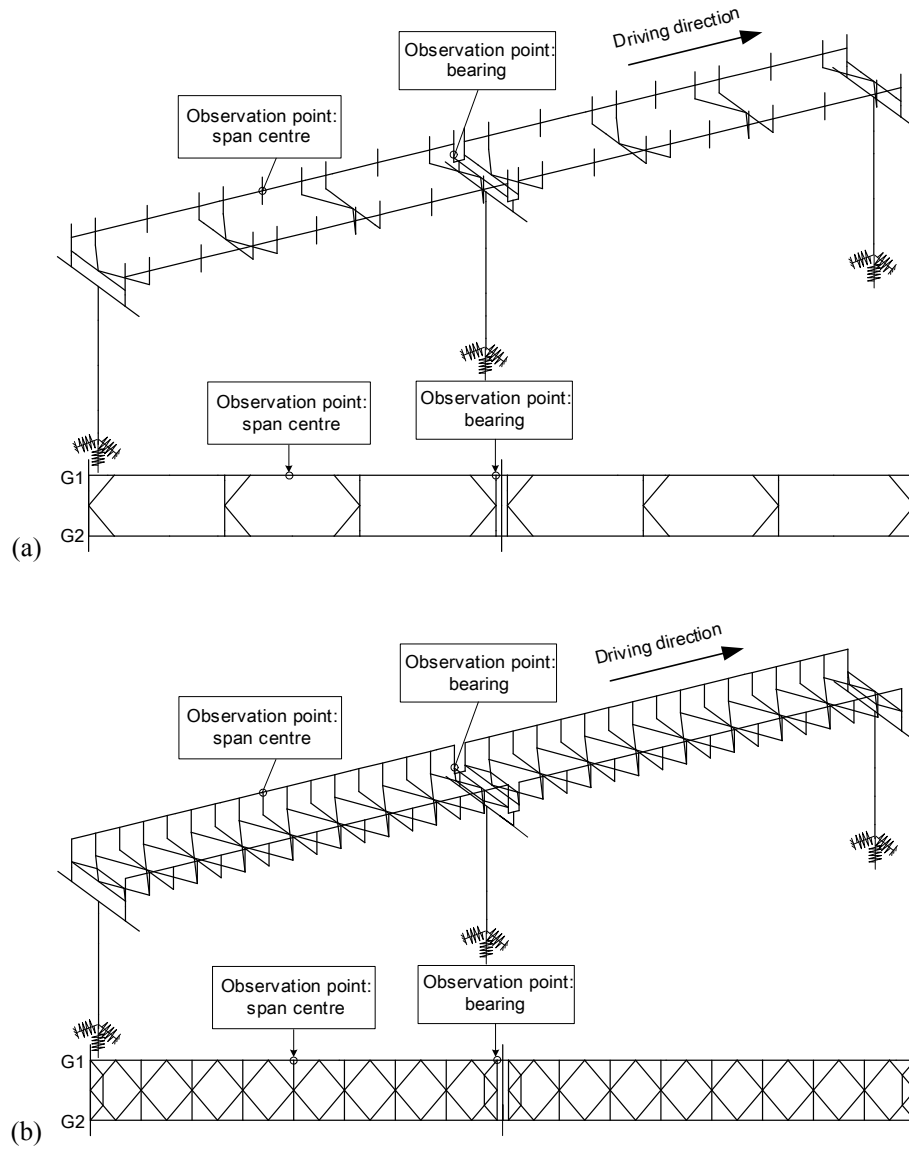 Driving direction
Observation point:
bearing
Observation point:
span centre
Observation point:
span centre
Observation point:
bearing
G1
G2
(a)
Driving direction
Observation point:
bearing
Observation point:
span centre
Observation point:
span centre
Observation point:
bearing
G1
G2
(b)